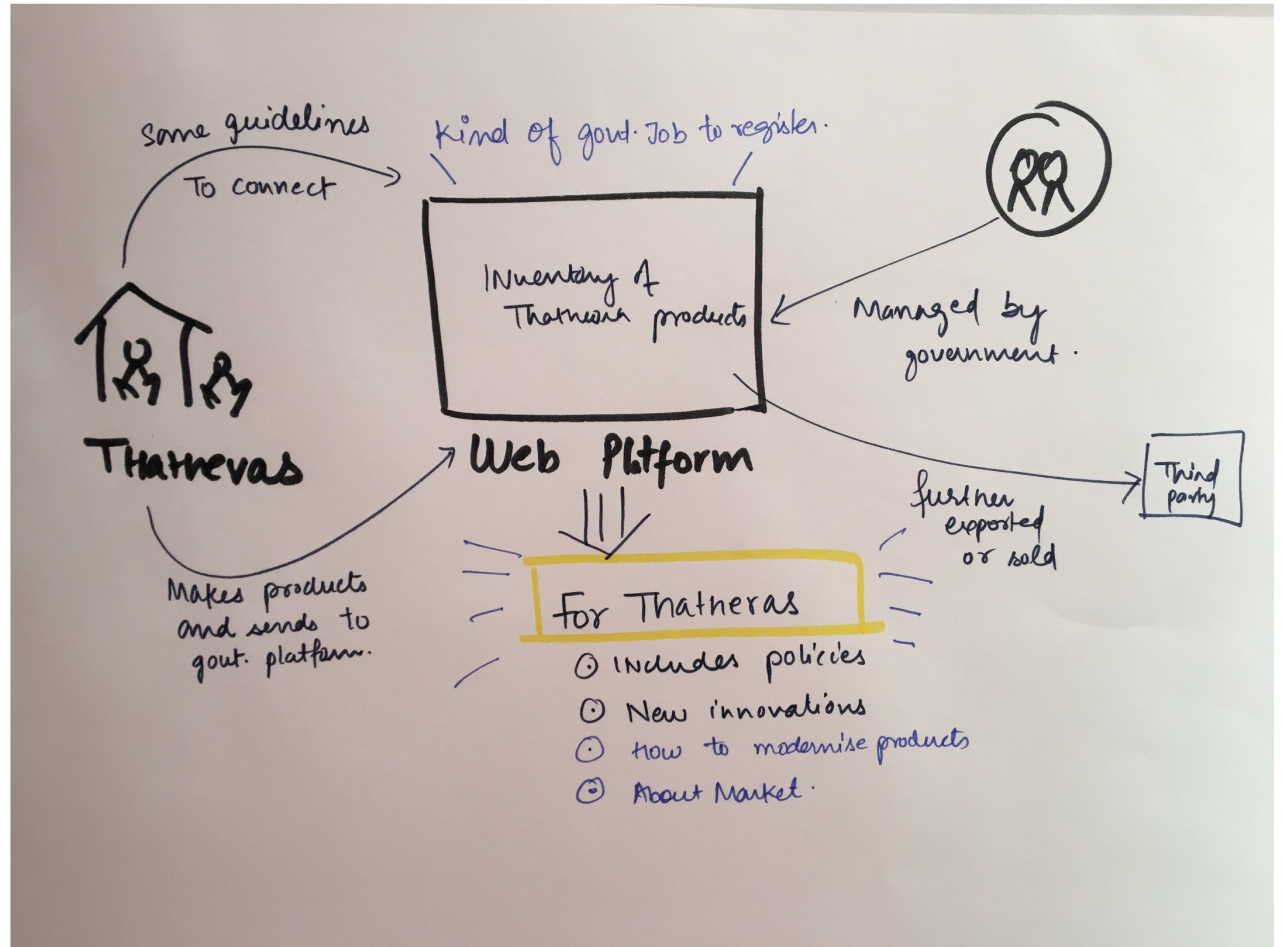 Some guidelines
To connect
Kind of govt. Job to register.
Inventory of
products
Managed by
government.
Thatheras
Web Platform
Makes products
and sends to
govt. platform.
further
exported
or sold
Third
party
For Thatheras
Includes policies
New innovations
How to modernise products
About Market.